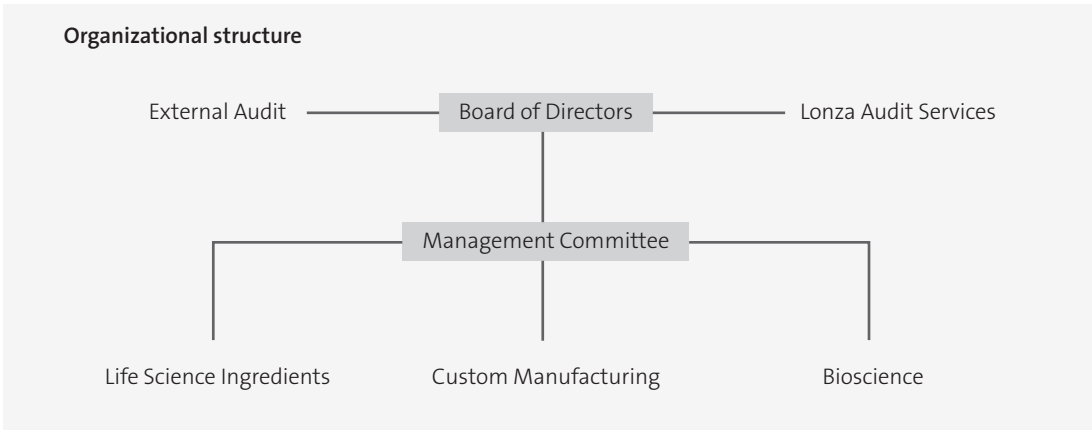 Organizational structure
External Audit
Board of Directors
Lonza Audit Services
Management Committee
Life Science Ingredients
Custom Manufacturing
Bioscience